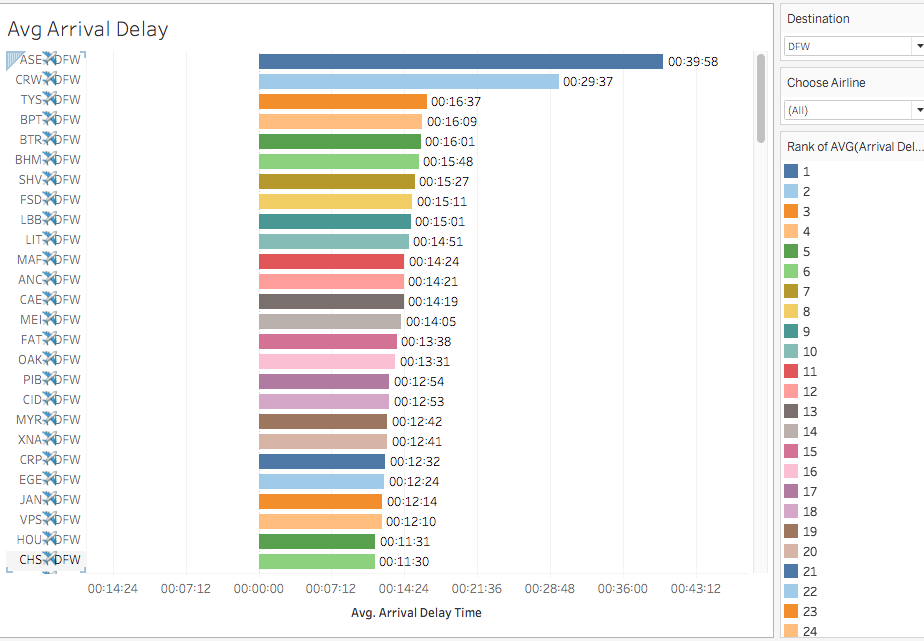 Avg Arrival Delay
ASE✈️DFW 00:39:58
CRW✈️DFW 00:29:37
TYS✈️DFW 00:16:37
BPT✈️DFW 00:16:09
BTR✈️DFW 00:16:01
BHM✈️DFW 00:15:48
SHV✈️DFW 00:15:27
FSD✈️DFW 00:15:11
LBB✈️DFW 00:15:01
LIT✈️DFW 00:14:51
MAF✈️DFW 00:14:24
ANC✈️DFW 00:14:21
CAE✈️DFW 00:14:19
MEI✈️DFW 00:14:05
FAT✈️DFW 00:13:38
OAK✈️DFW 00:13:31
PIB✈️DFW 00:12:54
CID✈️DFW 00:12:53
MYR✈️DFW 00:12:42
XNA✈️DFW 00:12:41
CRP✈️DFW 00:12:32
EGE✈️DFW 00:12:24
JAN✈️DFW 00:12:14
VPS✈️DFW 00:12:10
HOU✈️DFW 00:11:31
CHS✈️DFW 00:11:30
00:14:24 00:07:12 00:00:00 00:07:12 00:14:24 00:21:36 00:28:48 00:36:00 00:43:12
Avg. Arrival Delay Time
Destination
DFW
Choose Airline
(All)
Rank of AVG(Arrival Del...
1
2
3
4
5
6
7
8
9
10
11
12
13
14
15
16
17
18
19
20
21
22
23
24